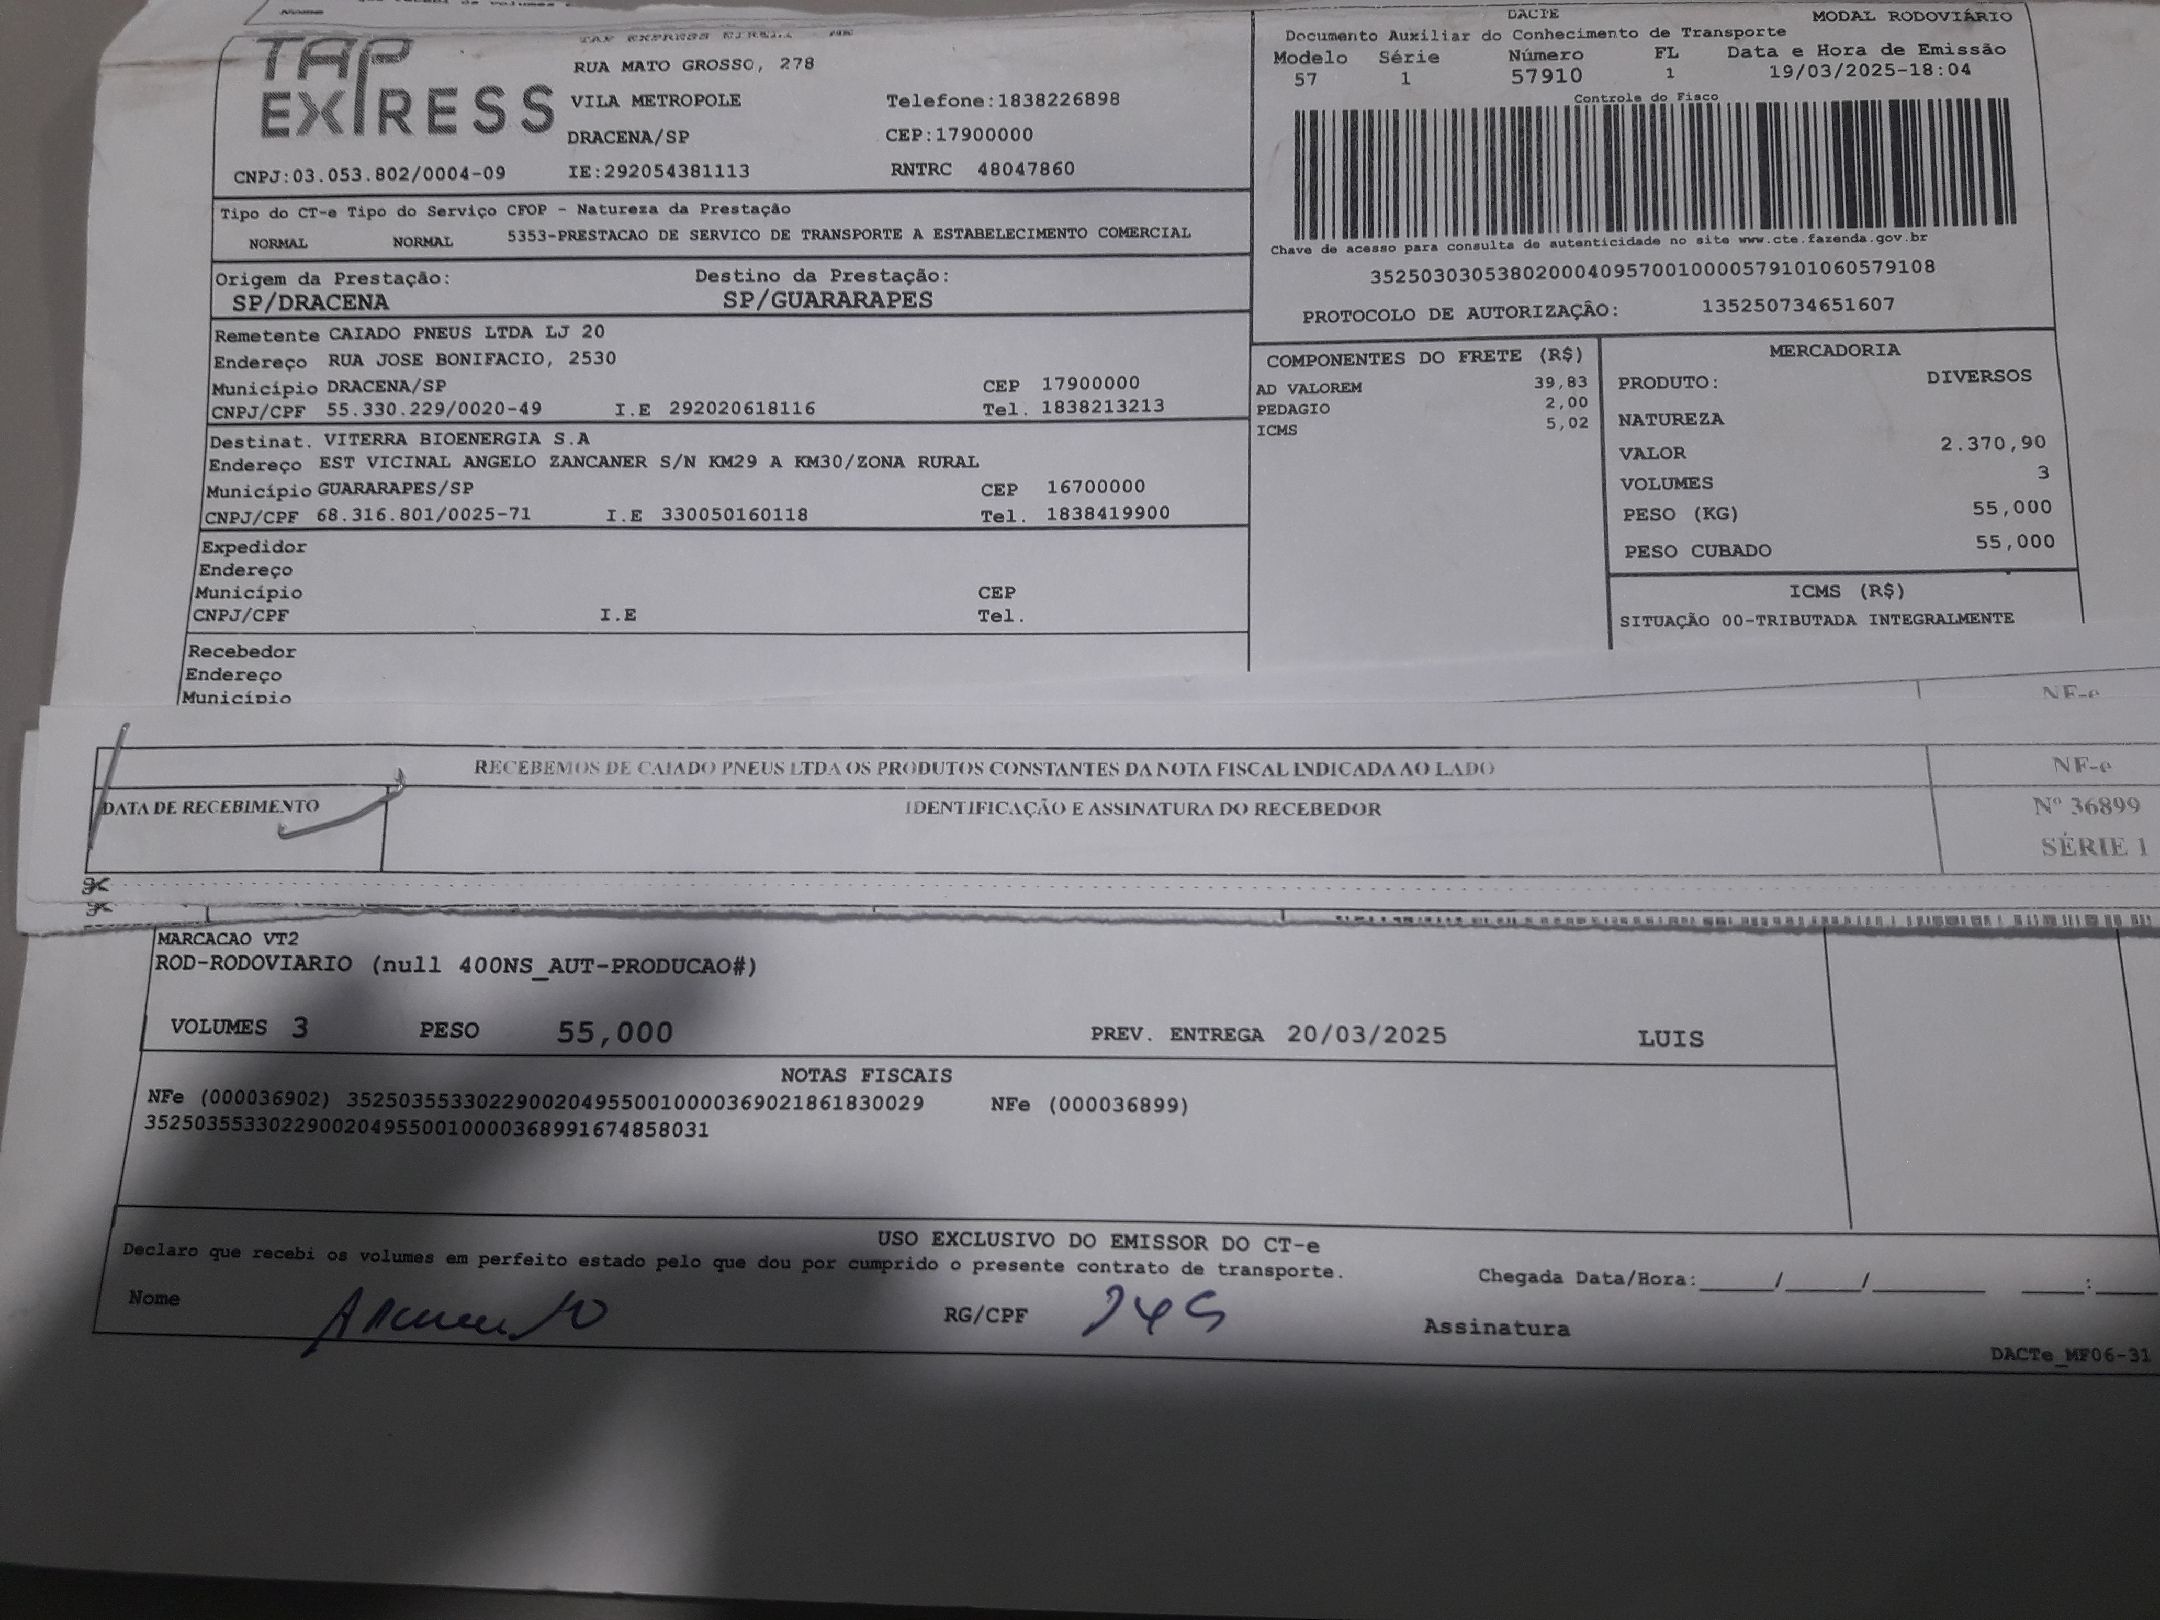 DACTE
MODAL RODOVIÁRIO
TAP EXPRESS
TAP EXPRESS EIRELI
RUA MATO GROSSO, 278
VILA METROPOLE Telefone:1838226898
DRACENA/SP CEP:17900000
CNPJ:03.053.802/0004-09 IE:292054381113 RNTRC 48047860
Documento Auxiliar do Conhecimento de Transporte
Modelo Série Número FL Data e Hora de Emissão
57 1 57910 1 19/03/2025-18:04
Controle do Fisco
Chave de acesso para consulta de autenticidade no site www.cte.fazenda.gov.br
35250303053802000409570010000579101060579108
PROTOCOLO DE AUTORIZAÇÃO: 135250734651607
Tipo do CT-e Tipo do Serviço CFOP - Natureza da Prestação
NORMAL NORMAL 5353-PRESTACAO DE SERVICO DE TRANSPORTE A ESTABELECIMENTO COMERCIAL
Origem da Prestação: Destino da Prestação:
SP/DRACENA SP/GUARARAPES
Remetente CAIADO PNEUS LTDA LJ 20
Endereço RUA JOSE BONIFACIO, 2530
Município DRACENA/SP CEP 17900000
CNPJ/CPF 55.330.229/0020-49 I.E 292020618116 Tel. 1838213213
Destinat. VITERRA BIOENERGIA S.A
Endereço EST VICINAL ANGELO ZANCANER S/N KM29 A KM30/ZONA RURAL
Município GUARARAPES/SP CEP 16700000
CNPJ/CPF 68.316.801/0025-71 I.E 330050160118 Tel. 1838419900
Expedidor
Endereço
Município CEP
CNPJ/CPF I.E Tel.
Recebedor
Endereço
Município
COMPONENTES DO FRETE (R$)
AD VALOREM 39,83
PEDAGIO 2,00
ICMS 5,02
MERCADORIA
PRODUTO: DIVERSOS
NATUREZA
VALOR 2.370,90
VOLUMES 3
PESO (KG) 55,000
PESO CUBADO 55,000
ICMS (R$)
SITUAÇÃO 00-TRIBUTADA INTEGRALMENTE
NF-e
RECEBEMOS DE CAIADO PNEUS LTDA OS PRODUTOS CONSTANTES DA NOTA FISCAL INDICADA AO LADO
NF-e
DATA DE RECEBIMENTO IDENTIFICAÇÃO E ASSINATURA DO RECEBEDOR
Nº 36899
SÉRIE 1
MARCACAO VT2
ROD-RODOVIARIO (null 400NS_AUT-PRODUCAO#)
VOLUMES 3 PESO 55,000 PREV. ENTREGA 20/03/2025 LUIS
NOTAS FISCAIS
NFe (000036902) 35250355330229002049550010000369021861830029 NFe (000036899)
35250355330229002049550010000368991674858031
USO EXCLUSIVO DO EMISSOR DO CT-e
Declaro que recebi os volumes em perfeito estado pelo que dou por cumprido o presente contrato de transporte.
Chegada Data/Hora:_____/_____/_______ ____:____
Nome RG/CPF Assinatura
DACTe_MF06-31